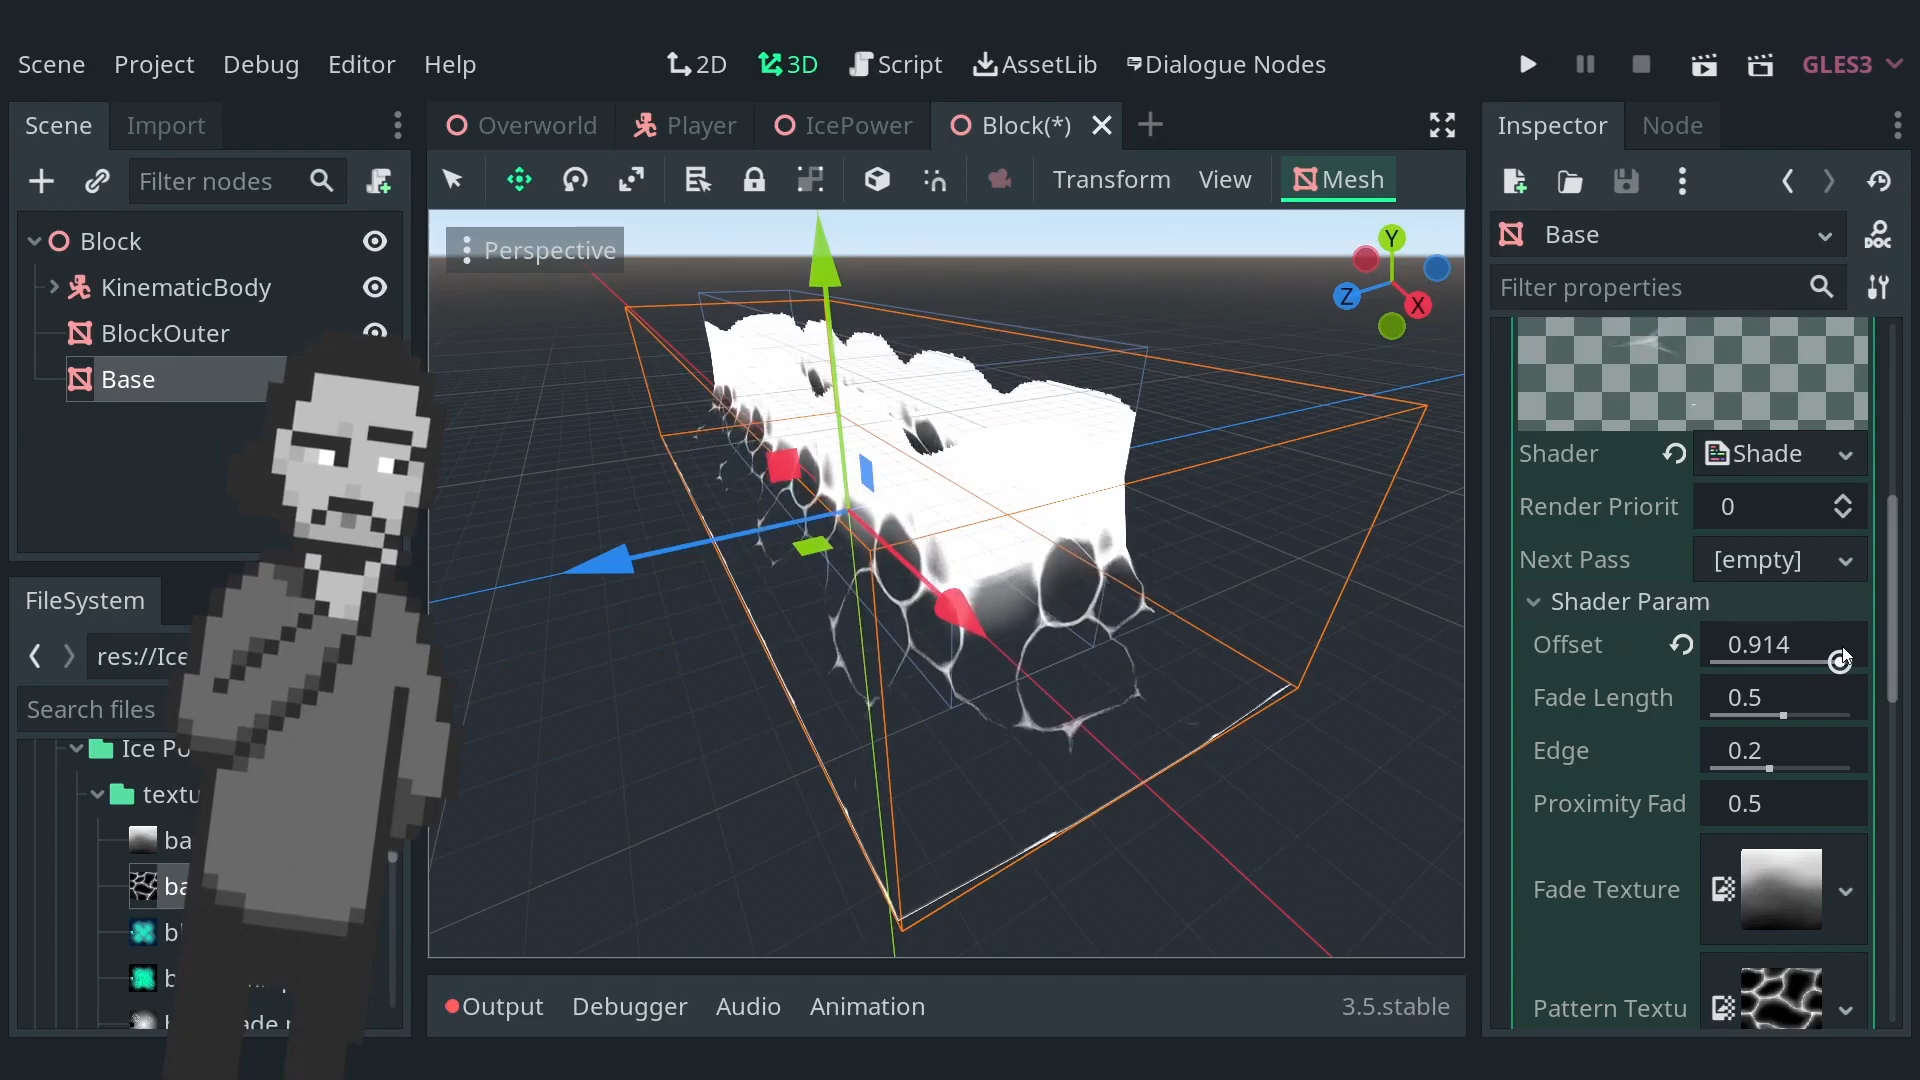 Scene Project Debug Editor Help 2D 3D Script AssetLib Dialogue Nodes GLES3
Scene Import
Filter nodes
Block
KinematicBody
BlockOuter
Base
FileSystem
res://Ice
Search files
Ice Po
textu
ba
ba
bl
b
Overworld Player IcePower Block(*)
Transform View Mesh
Perspective
Y
Z
X
Output Debugger Audio Animation 3.5.stable
Inspector Node
Base
Filter properties
Shader Shade
Render Priorit 0
Next Pass [empty]
Shader Param
Offset 0.914
Fade Length 0.5
Edge 0.2
Proximity Fad 0.5
Fade Texture
Pattern Textu